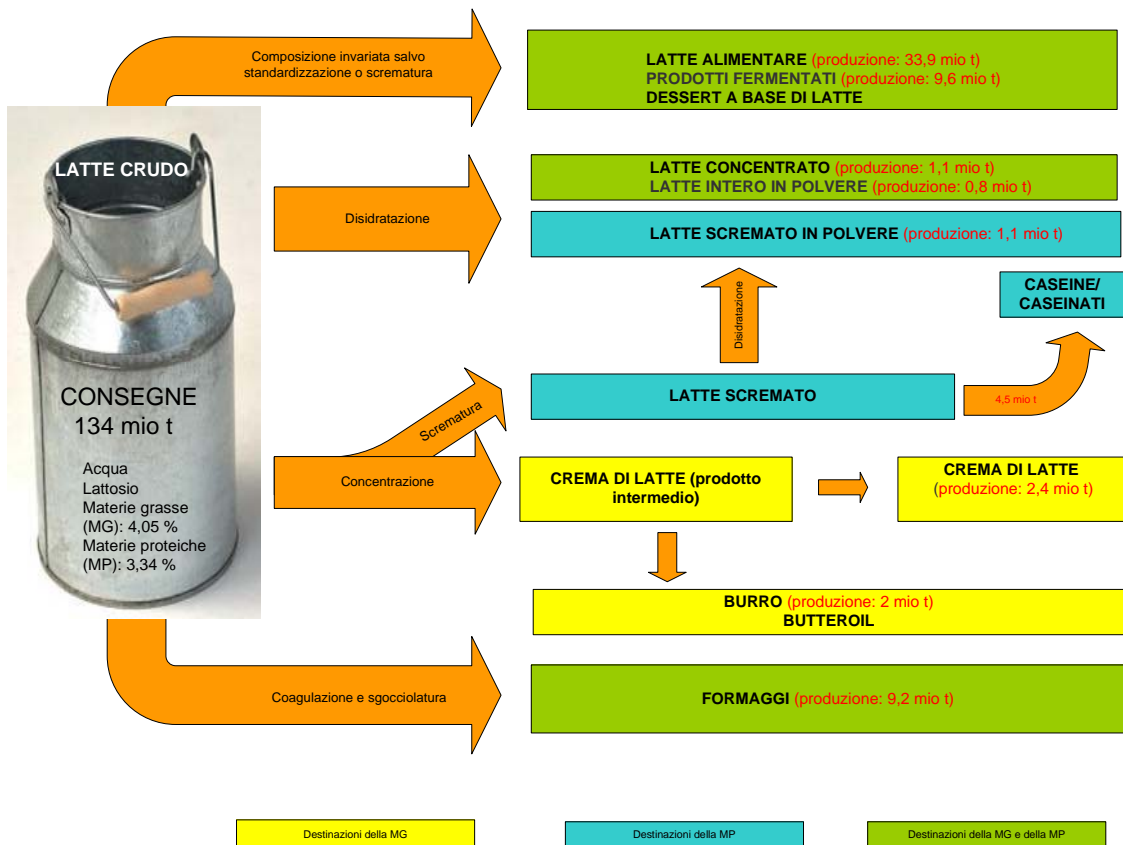 Composizione invariata salvo
standardizzazione o scrematura
LATTE ALIMENTARE (produzione: 33,9 mio t)
PRODOTTI FERMENTATI (produzione: 9,6 mio t)
DESSERT A BASE DI LATTE
LATTE CRUDO
Disidratazione
LATTE CONCENTRATO (produzione: 1,1 mio t)
LATTE INTERO IN POLVERE (produzione: 0,8 mio t)
LATTE SCREMATO IN POLVERE (produzione: 1,1 mio t)
CASEINE/
CASEINATI
Disidratazione
CONSEGNE
134 mio t
Acqua
Lattosio
Materie grasse
(MG): 4,05 %
Materie proteiche
(MP): 3,34 %
Scrematura
LATTE SCREMATO
4,5 mio t
Concentrazione
CREMA DI LATTE (prodotto
intermedio)
CREMA DI LATTE
(produzione: 2,4 mio t)
BURRO (produzione: 2 mio t)
BUTTEROIL
Coagulazione e sgocciolatura
FORMAGGI (produzione: 9,2 mio t)
Destinazioni della MG
Destinazioni della MP
Destinazioni della MG e della MP